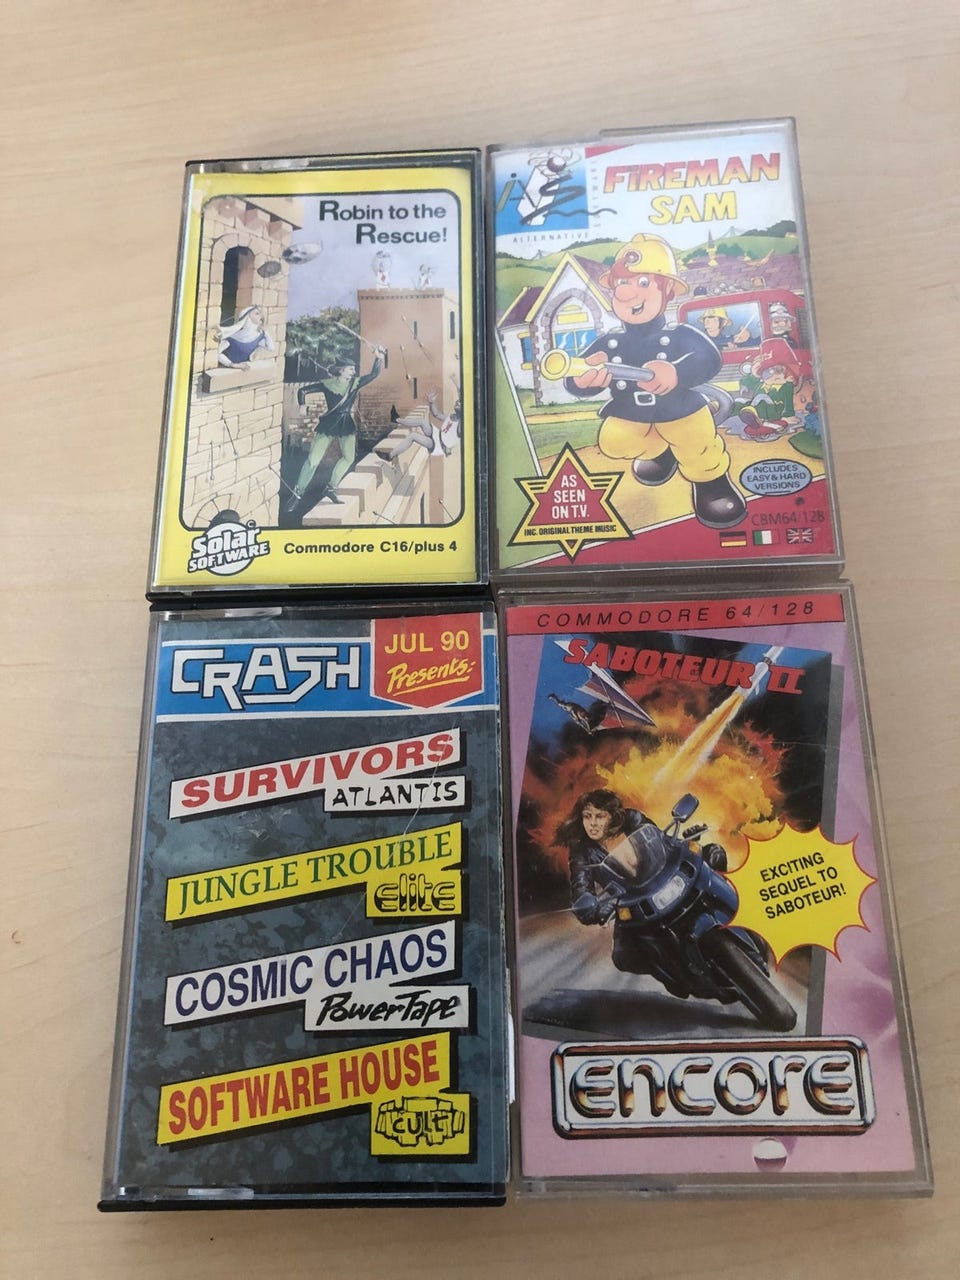 Robin to the
Rescue!
Solar
SOFTWARE
Commodore C16/plus 4
ALTERNATIVE
FIREMAN
SAM
AS
SEEN
ON T.V.
INC. ORIGINAL THEME MUSIC
INCLUDES
EASY & HARD
VERSIONS
CBM64/128
CRASH
JUL 90
Presents:
SURVIVORS
ATLANTIS
JUNGLE TROUBLE
elite
COSMIC CHAOS
PowerTape
SOFTWARE HOUSE
CULT
COMMODORE 64/128
SABOTEUR II
EXCITING
SEQUEL TO
SABOTEUR!
ENCORE